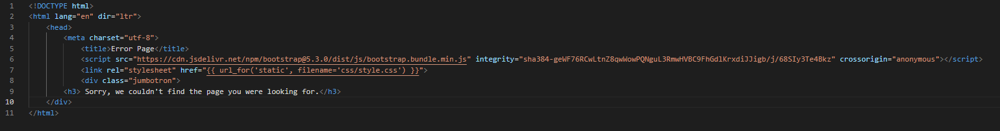 1 <!DOCTYPE html>
2 <html lang="en" dir="ltr">
3 <head>
4 <meta charset="utf-8">
5 <title>Error Page</title>
6 <script src="https://cdn.jsdelivr.net/npm/bootstrap@5.3.0/dist/js/bootstrap.bundle.min.js" integrity="sha384-geWF76RCwLtnZ8qwWowPQNguL3RmwHVBC9FhGdlKrxdiJJigb/j/68SIy3Te4Bkz" crossorigin="anonymous"></script>
7 <link rel="stylesheet" href="{{ url_for('static', filename='css/style.css') }}">
8 <div class="jumbotron">
9 <h3> Sorry, we couldn't find the page you were looking for.</h3>
10 </div>
11 </html>